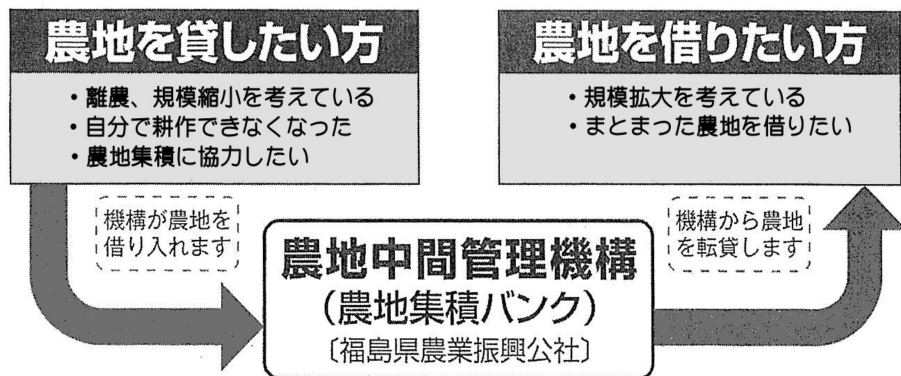 農地を貸したい方
・離農、規模縮小を考えている
・自分で耕作できなくなった
・農地集積に協力したい
農地を借りたい方
・規模拡大を考えている
・まとまった農地を借りたい
機構が農地を
借り入れます
機構から農地
を転貸します
農地中間管理機構
(農地集積バンク)
〔福島県農業振興公社〕